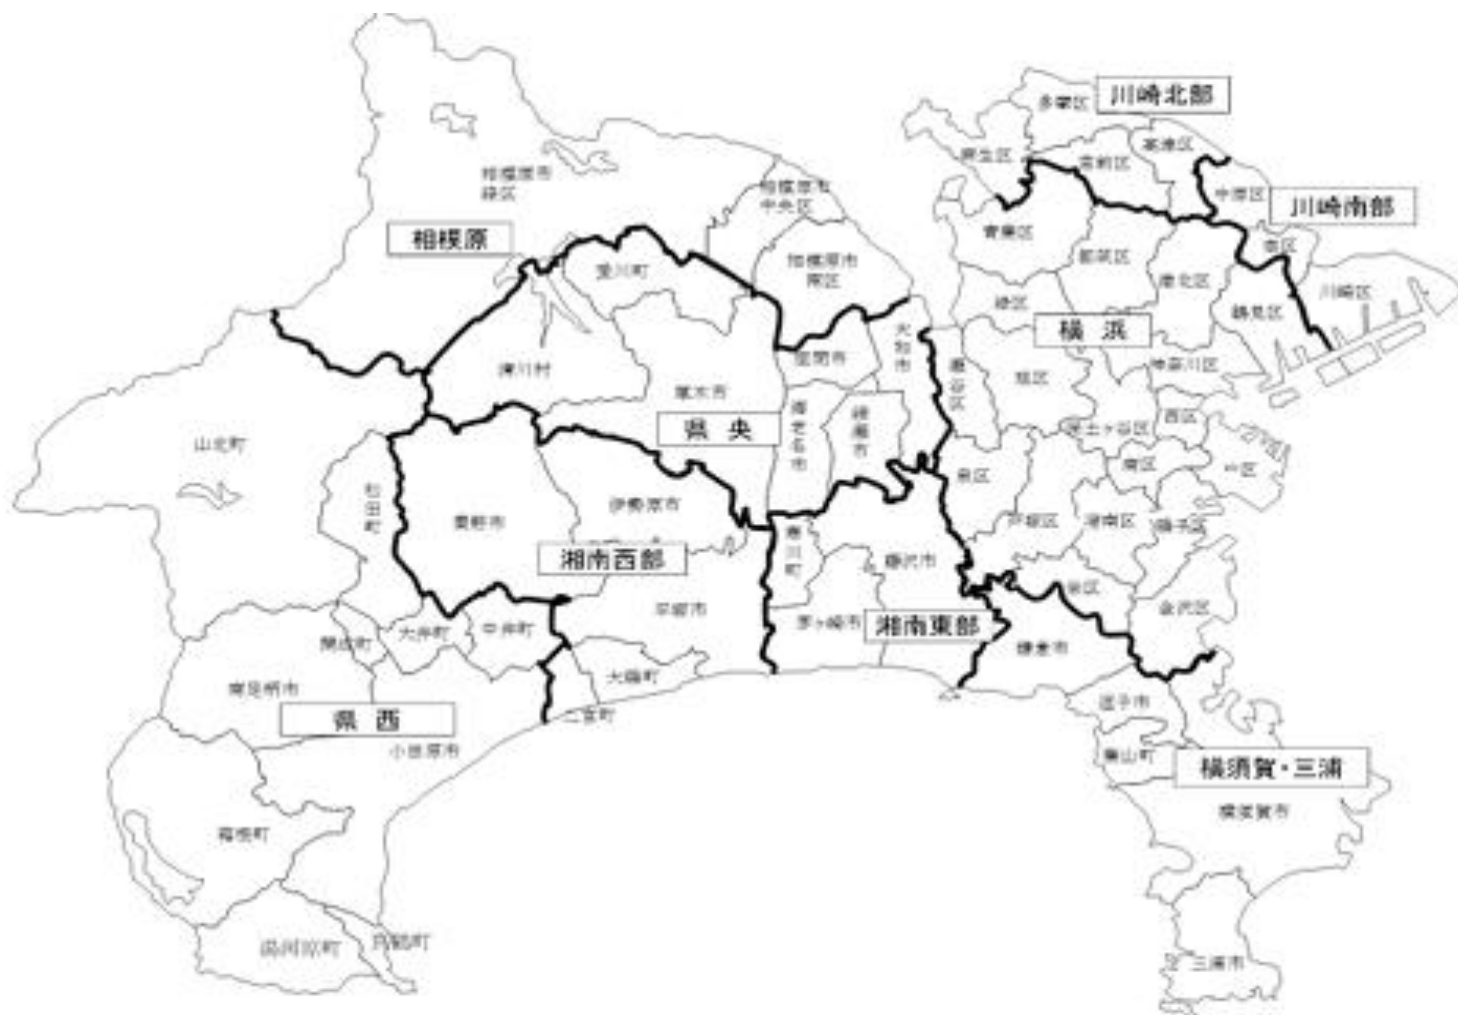 多摩区
川崎北部
高津区
麻生区
宮前区
相模原市
緑区
相模原市
中央区
中原区
川崎南部
相模原
愛川町
相模原市
南区
青葉区
都筑区
港北区
幸区
川崎区
鶴見区
緑区
横浜
大和市
座間市
清川村
厚木市
瀬谷区
旭区
神奈川区
西区
保土ヶ谷区
県央
海老名市
綾瀬市
山北町
松田町
秦野市
伊勢原市
泉区
南区
中区
戸塚区
港南区
磯子区
湘南西部
寒川町
藤沢市
栄区
金沢区
平塚市
茅ヶ崎市
湘南東部
鎌倉市
開成町
大井町
中井町
南足柄市
大磯町
二宮町
逗子市
県西
小田原市
葉山町
横須賀・三浦
横須賀市
箱根町
湯河原町
真鶴町
三浦市